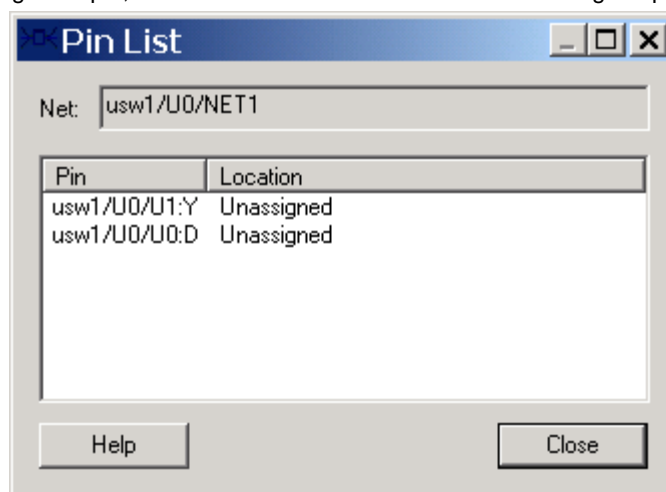 Pin List
Net: usw1/U0/NET1
Pin Location
usw1/U0/U1:Y Unassigned
usw1/U0/U0:D Unassigned
Help Close